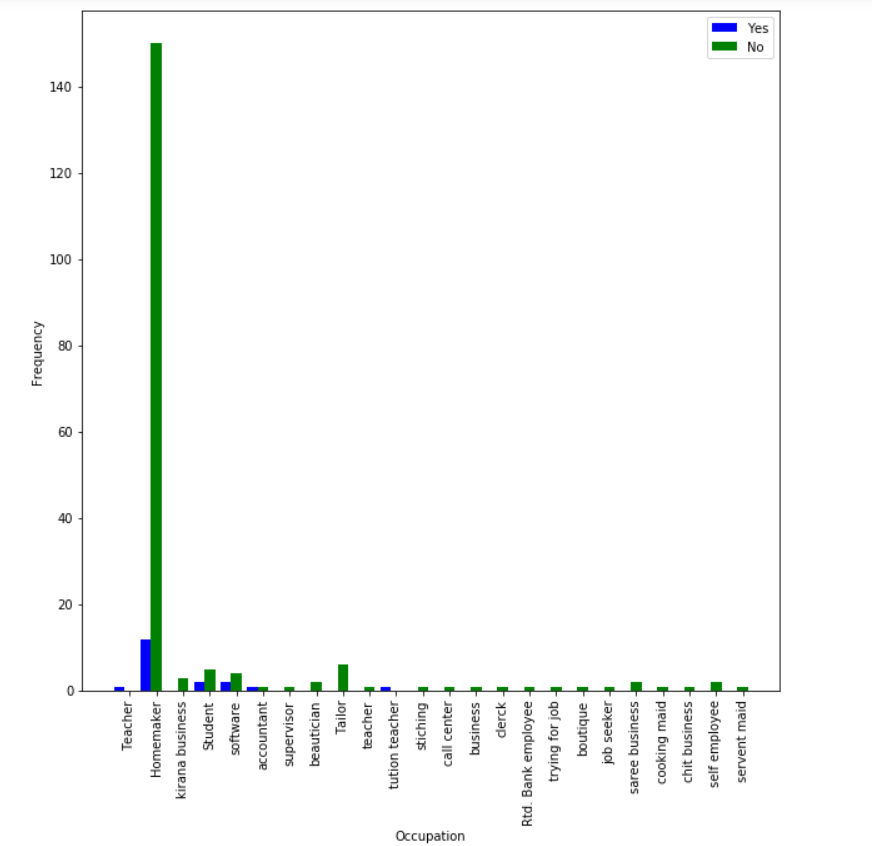 Yes
No
140
120
100
80
60
40
20
0
Frequency
Teacher
Homemaker
kirana business
Student
software
accountant
supervisor
beautician
Tailor
teacher
tution teacher
stiching
call center
business
clerck
Rtd. Bank employee
trying for job
boutique
job seeker
saree business
cooking maid
chit business
self employee
servent maid
Occupation